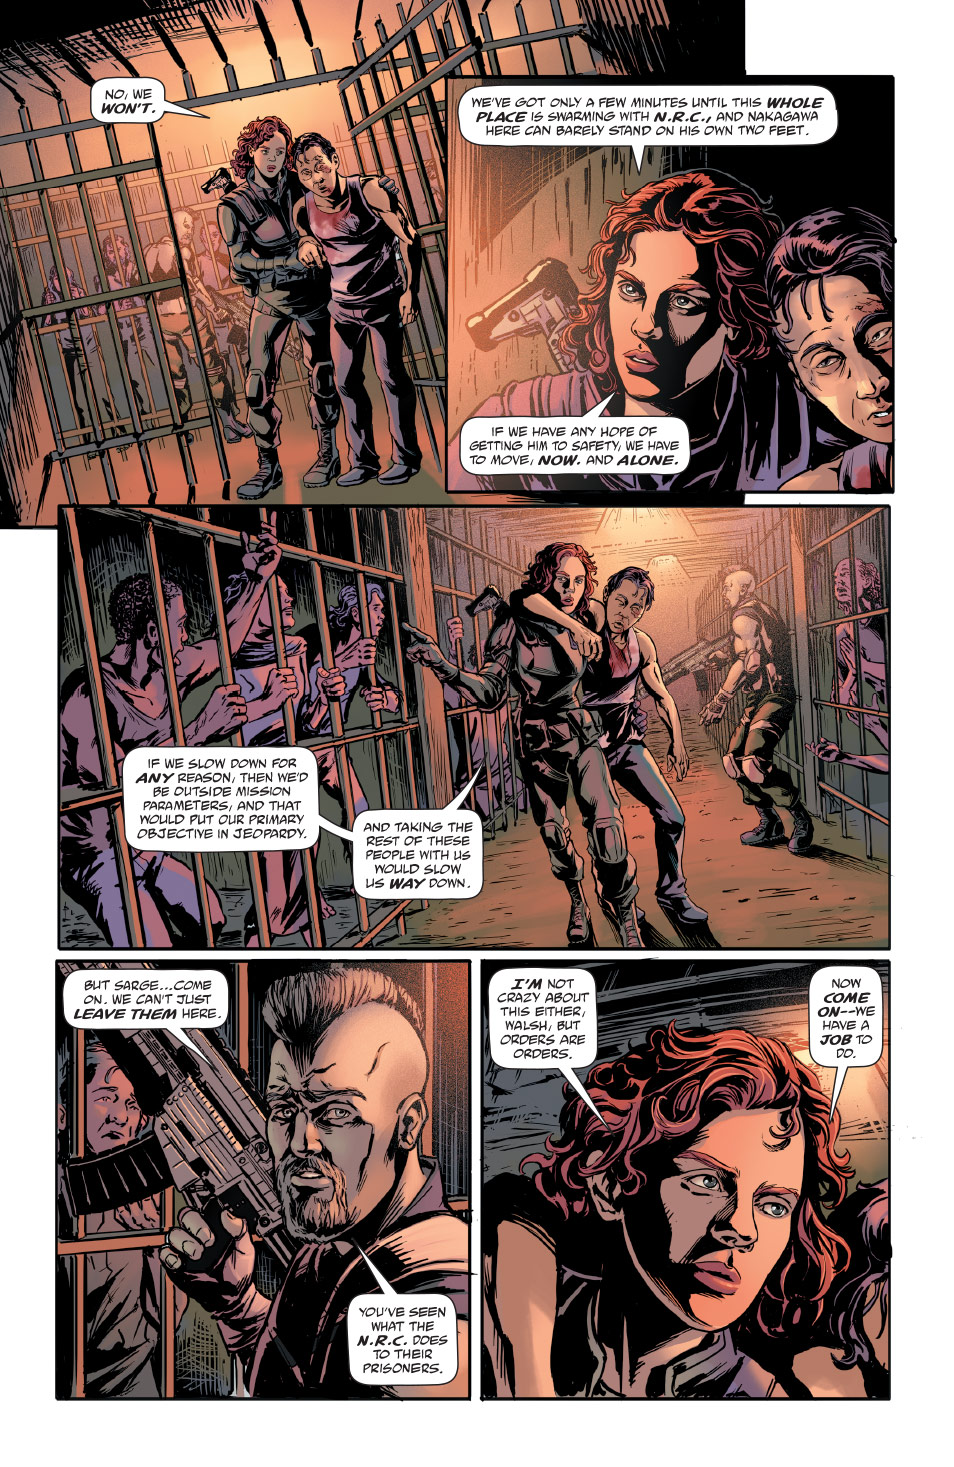 NO, WE
WON'T.
WE'VE GOT ONLY A FEW MINUTES UNTIL THIS WHOLE
PLACE IS SWARMING WITH N.R.C., AND NAKAGAWA
HERE CAN BARELY STAND ON HIS OWN TWO FEET.
IF WE HAVE ANY HOPE OF
GETTING HIM TO SAFETY, WE HAVE
TO MOVE, NOW. AND ALONE.
IF WE SLOW DOWN FOR
ANY REASON, THEN WE'D
BE OUTSIDE MISSION
PARAMETERS, AND THAT
WOULD PUT OUR PRIMARY
OBJECTIVE IN JEOPARDY.
AND TAKING THE
REST OF THESE
PEOPLE WITH US
WOULD SLOW
US WAY DOWN.
BUT SARGE...COME
ON. WE CAN'T JUST
LEAVE THEM HERE.
YOU'VE SEEN
WHAT THE
N.R.C. DOES
TO THEIR
PRISONERS.
I'M NOT
CRAZY ABOUT
THIS EITHER,
WALSH, BUT
ORDERS ARE
ORDERS.
NOW
COME
ON--WE
HAVE A
JOB TO
DO.